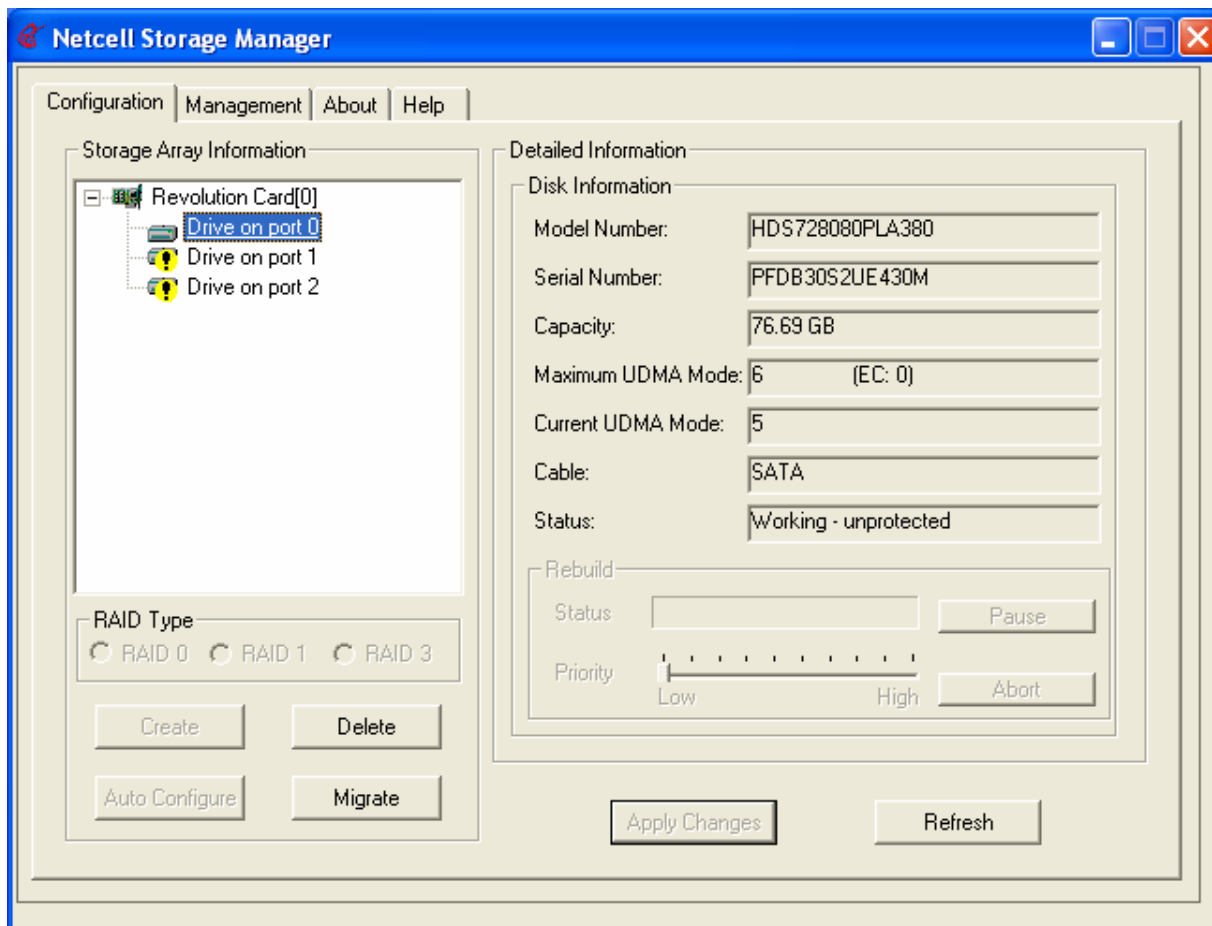 Netcell Storage Manager
Configuration Management About Help
Storage Array Information
Revolution Card[0]
Drive on port 0
Drive on port 1
Drive on port 2
RAID Type
RAID 0 RAID 1 RAID 3
Create Delete
Auto Configure Migrate
Detailed Information
Disk Information
Model Number: HDS728080PLA380
Serial Number: PFDB30S2UE430M
Capacity: 76.69 GB
Maximum UDMA Mode: 6 (EC: 0)
Current UDMA Mode: 5
Cable: SATA
Status: Working - unprotected
Rebuild
Status Pause
Priority Low High Abort
Apply Changes Refresh